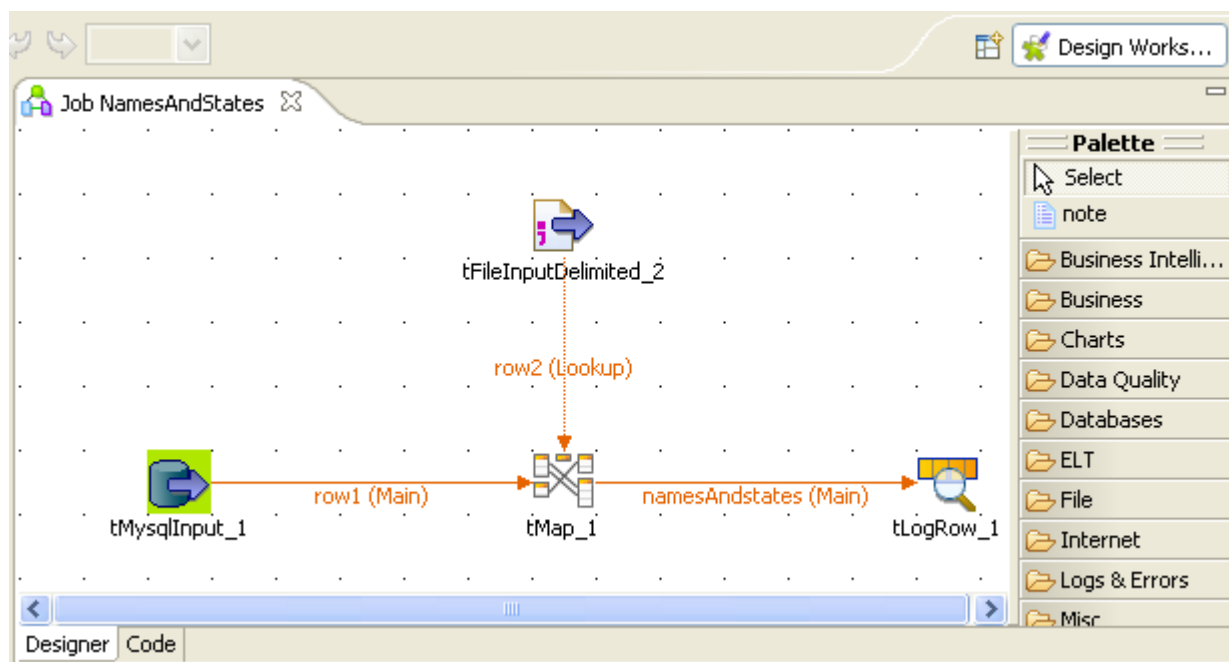 Design Works...
Job NamesAndStates
Palette
Select
note
tFileInputDelimited_2
Business Intelli...
Business
Charts
row2 (Lookup)
Data Quality
Databases
ELT
row1 (Main)
namesAndstates (Main)
File
tMysqlInput_1
tMap_1
tLogRow_1
Internet
Logs & Errors
Misc
Designer
Code